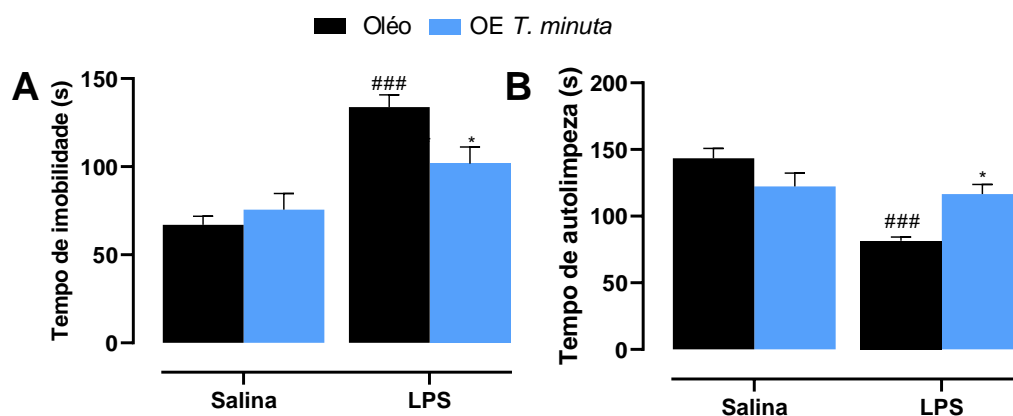 Oléo OE T. minuta
A
Tempo de imobilidade (s)
150
100
50
0
###
*
Salina
LPS
B
Tempo de autolimpeza (s)
200
150
100
50
0
###
*
Salina
LPS